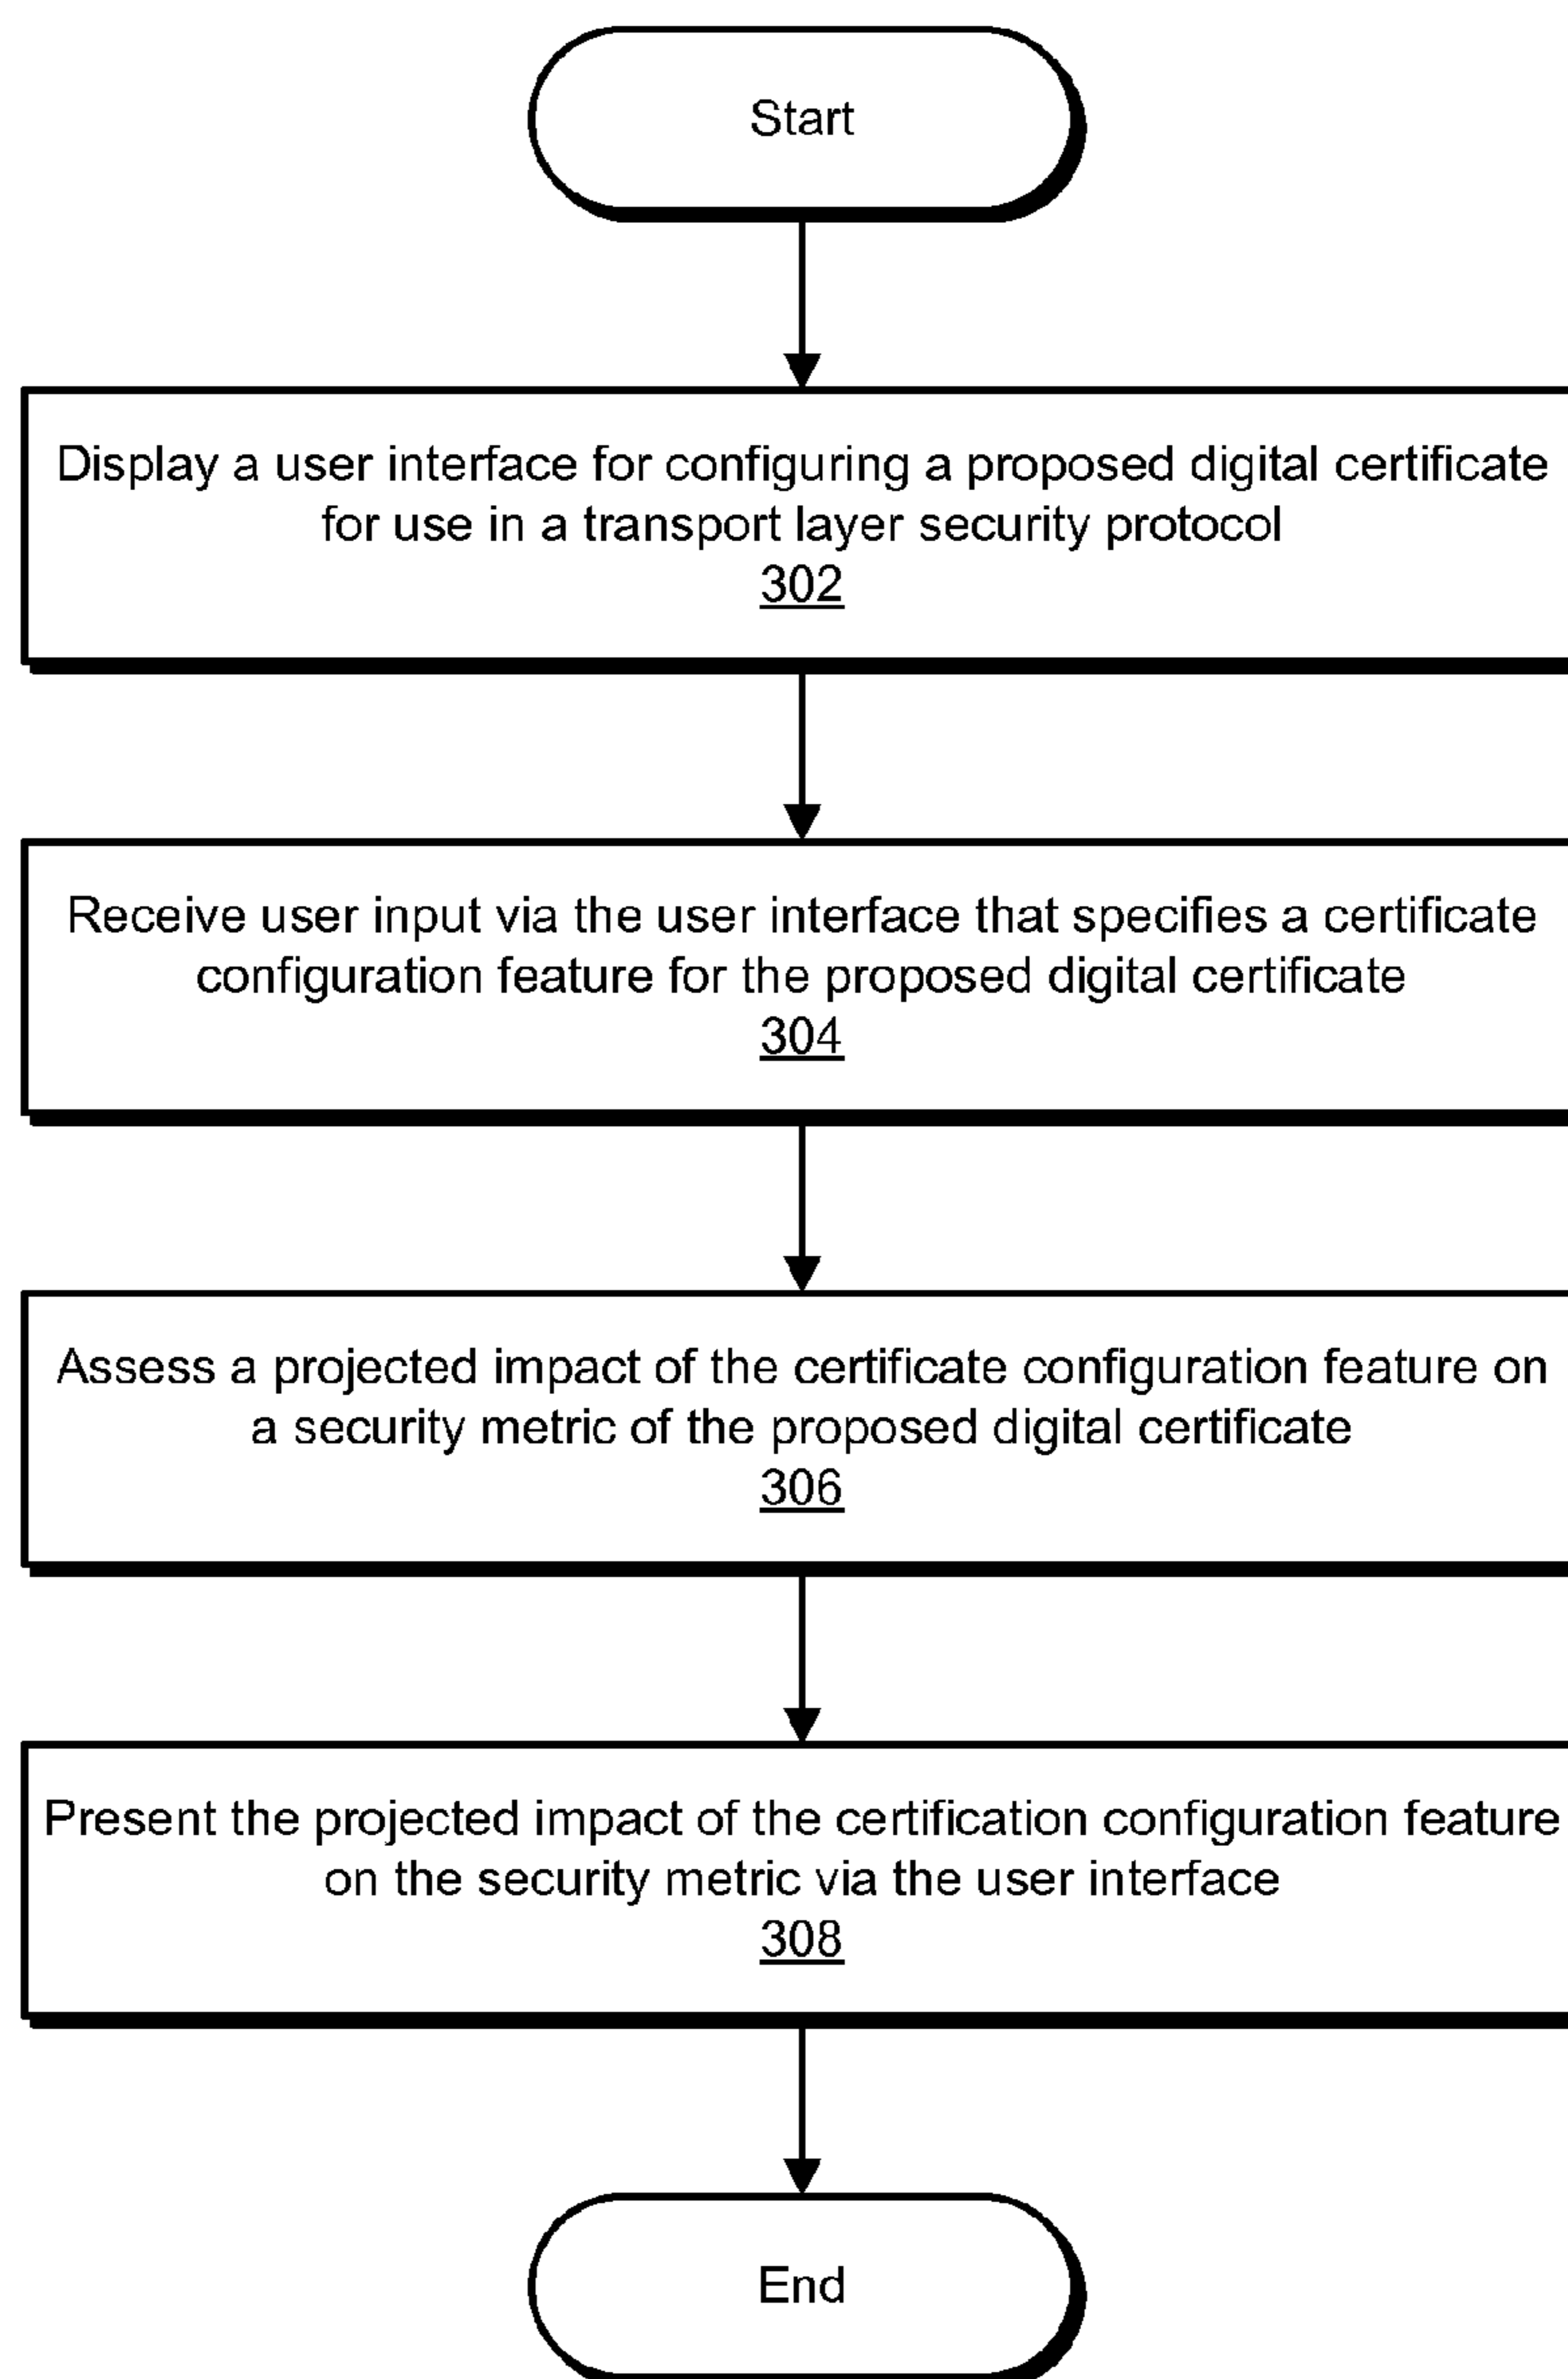 Start
Display a user interface for configuring a proposed digital certificate
for use in a transport layer security protocol
302
Receive user input via the user interface that specifies a certificate
configuration feature for the proposed digital certificate
304
Assess a projected impact of the certificate configuration feature on
a security metric of the proposed digital certificate
306
Present the projected impact of the certification configuration feature
on the security metric via the user interface
308
End